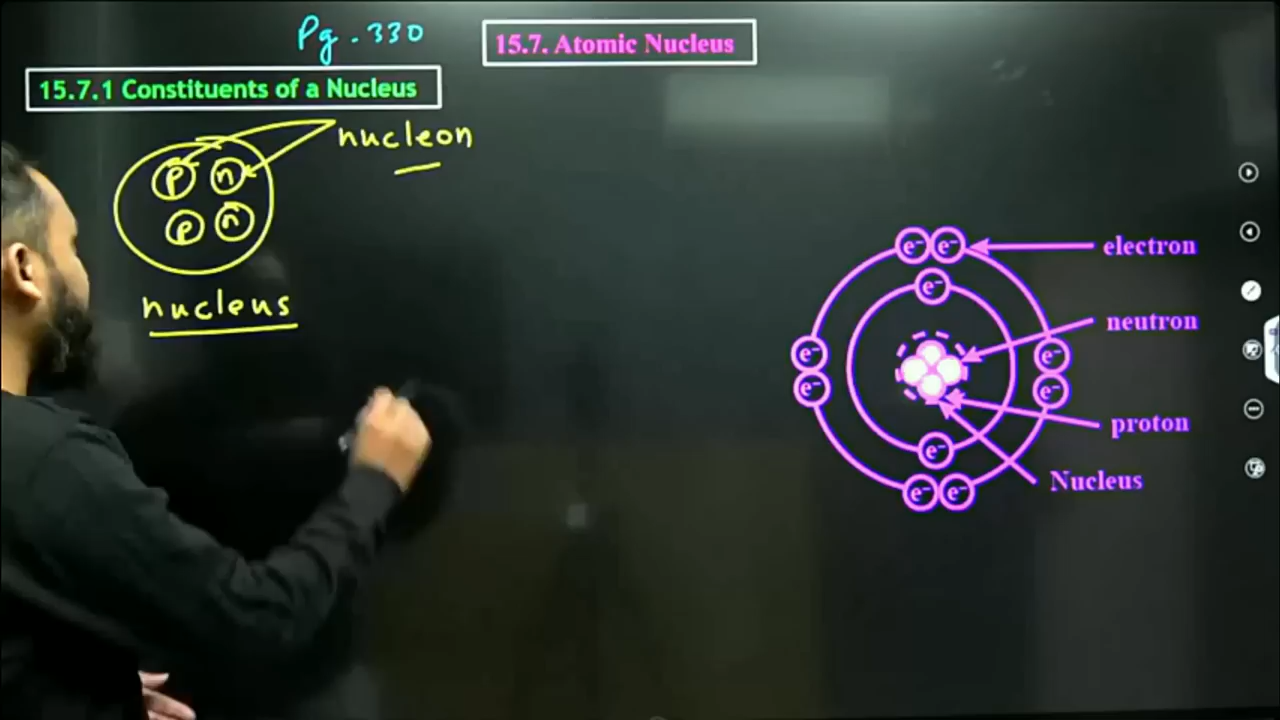 Pg. 330
15.7. Atomic Nucleus
15.7.1 Constituents of a Nucleus
nucleon
p n
p n
nucleus
e⁻ e⁻ electron
e⁻
neutron
e⁻ e⁻
e⁻ e⁻
proton
e⁻
Nucleus
e⁻ e⁻